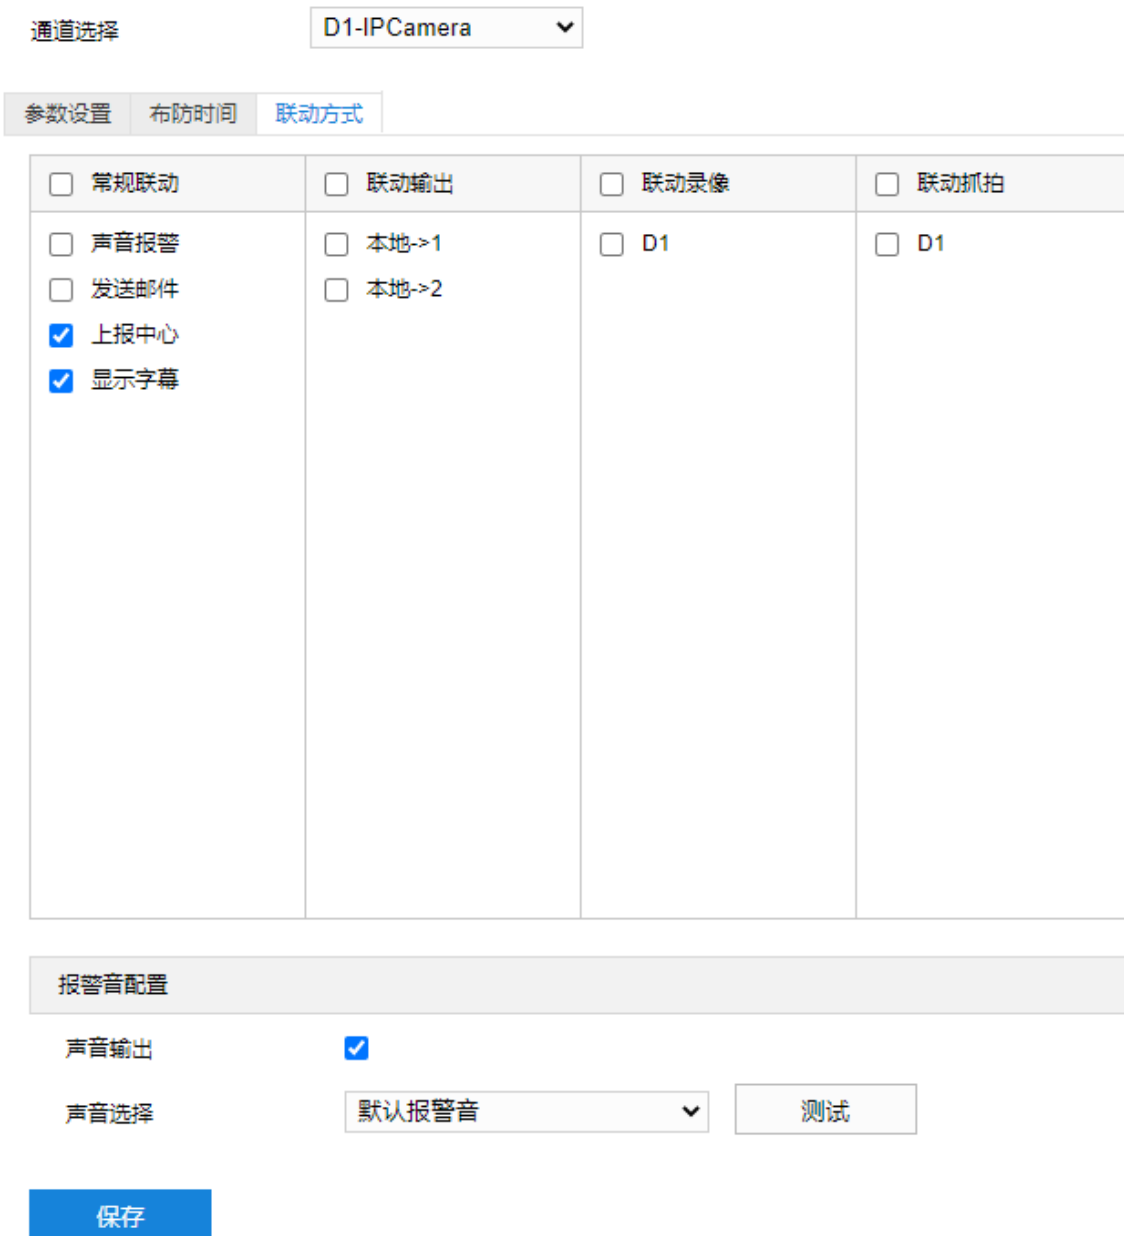 通道选择 D1-IPCamera
参数设置 布防时间 联动方式
常规联动 联动输出 联动录像 联动抓拍
声音报警 本地->1 D1 D1
发送邮件 本地->2
上报中心
显示字幕
报警音配置
声音输出
声音选择 默认报警音 测试
保存